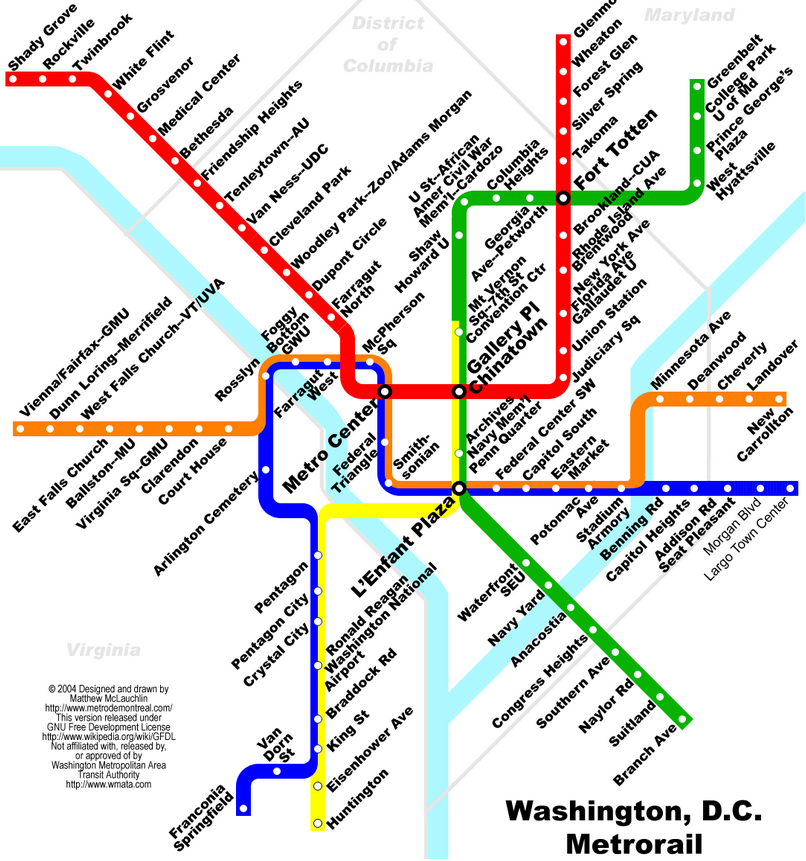 Shady Grove
Rockville
Twinbrook
White Flint
Grosvenor
Medical Center
Bethesda
Friendship Heights
Tenleytown–AU
Van Ness–UDC
Cleveland Park
Woodley Park–Zoo/Adams Morgan
Dupont Circle
Farragut
North
District
of
Columbia
Maryland
Glenmo
Wheaton
Forest Glen
Silver Spring
Takoma
Fort Totten
Brookland–CUA
Rhode Island Ave
Brentwood
New York Ave
Florida Ave
Gallaudet U
Union Station
Judiciary Sq
Greenbelt
College Park
U of Md
Prince George's
Plaza
West
Hyattsville
Columbia
Heights
Georgia
Ave–Petworth
U St–African
Amer Civil War
Mem'l–Cardozo
Shaw
Howard U
Mt Vernon
Sq–7th St
Convention Ctr
Gallery Pl
Chinatown
McPherson
Sq
Metro Center
Foggy
Bottom
GWU
Farragut
West
Rosslyn
Vienna/Fairfax–GMU
Dunn Loring–Merrifield
West Falls Church–VT/UVA
East Falls Church
Ballston–MU
Virginia Sq–GMU
Clarendon
Court House
Arlington Cemetery
Federal
Triangle
Smith-
sonian
Archives
Navy Mem'l
Penn Quarter
L'Enfant Plaza
Federal Center SW
Capitol South
Eastern
Market
Potomac
Ave
Stadium
Armory
Minnesota Ave
Deanwood
Cheverly
Landover
New
Carrollton
Benning Rd
Capitol Heights
Addison Rd
Seat Pleasant
Morgan Blvd
Largo Town Center
Waterfront
SEU
Navy Yard
Anacostia
Congress Heights
Southern Ave
Naylor Rd
Suitland
Branch Ave
Pentagon
Pentagon City
Crystal City
Ronald Reagan
Washington National
Airport
Braddock Rd
King St
Eisenhower Ave
Huntington
Van
Dorn
St
Franconia
Springfield
Virginia
© 2004 Designed and drawn by
Matthew McLauchlin
http://www.metrodemontreal.com/
This version released under
GNU Free Development License
http://www.wikipedia.org/wiki/GFDL
Not affiliated with, released by,
or approved of by
Washington Metropolitan Area
Transit Authority
http://www.wmata.com/
Washington, D.C.
Metrorail